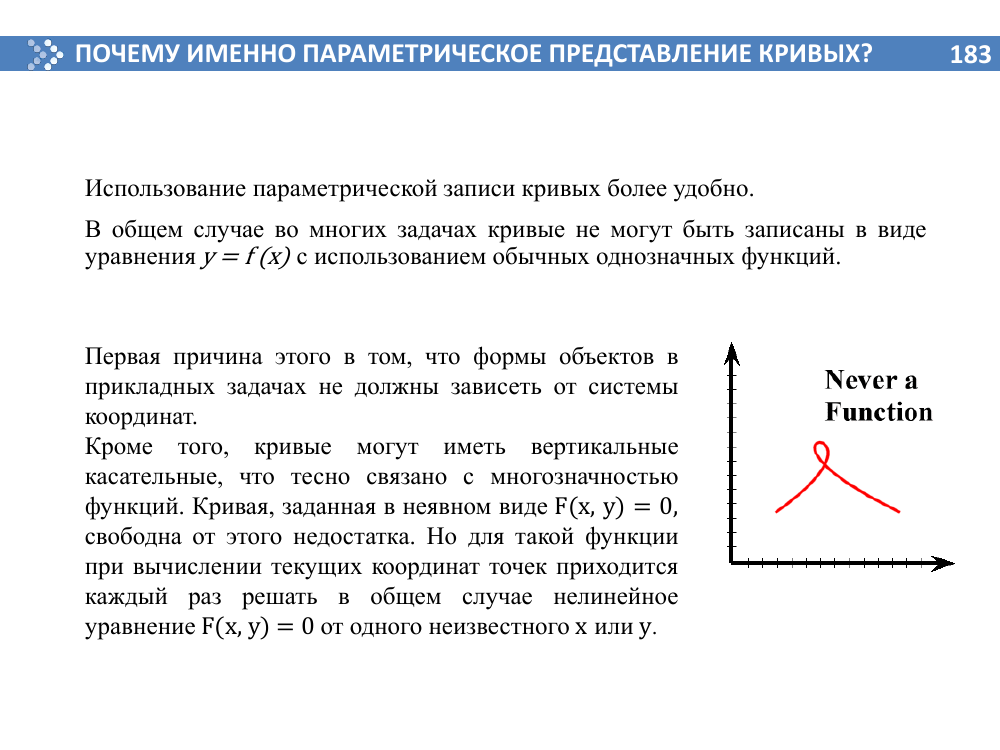 ПОЧЕМУ ИМЕННО ПАРАМЕТРИЧЕСКОЕ ПРЕДСТАВЛЕНИЕ КРИВЫХ?
183
Использование параметрической записи кривых более удобно.
В общем случае во многих задачах кривые не могут быть записаны в виде
уравнения y = f (x) с использованием обычных однозначных функций.
Первая причина этого в том, что формы объектов в
прикладных задачах не должны зависеть от системы
координат.
Кроме того, кривые могут иметь вертикальные
касательные, что тесно связано с многозначностью
функций. Кривая, заданная в неявном виде F(x, y) = 0,
свободна от этого недостатка. Но для такой функции
при вычислении текущих координат точек приходится
каждый раз решать в общем случае нелинейное
уравнение F(x, y) = 0 от одного неизвестного x или y.
Never a
Function